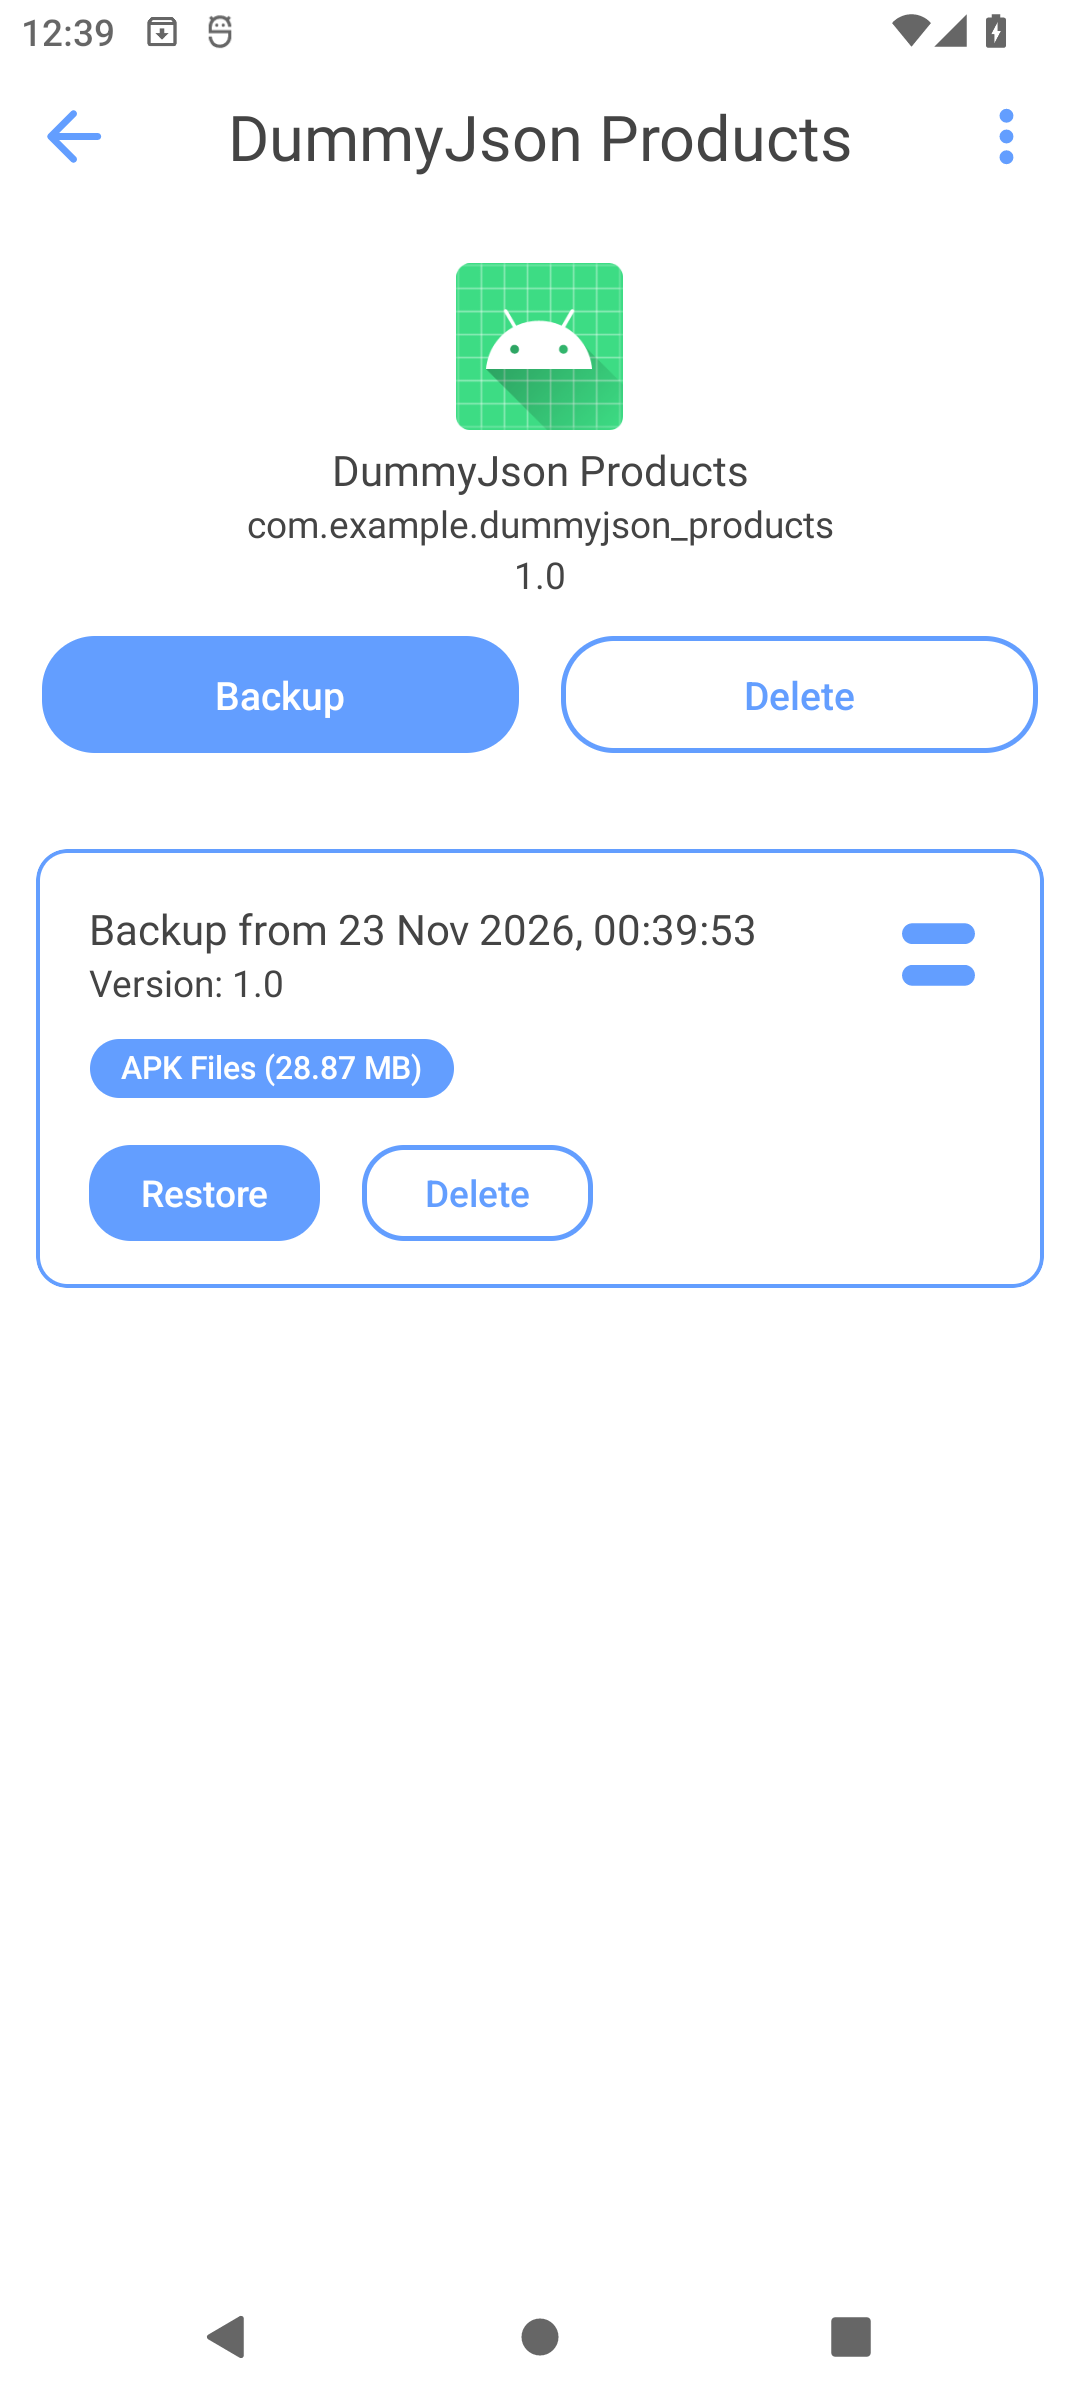 12:39
DummyJson Products
DummyJson Products
com.example.dummyjson_products
1.0
Backup
Delete
Backup from 23 Nov 2026, 00:39:53
Version: 1.0
APK Files (28.87 MB)
Restore
Delete